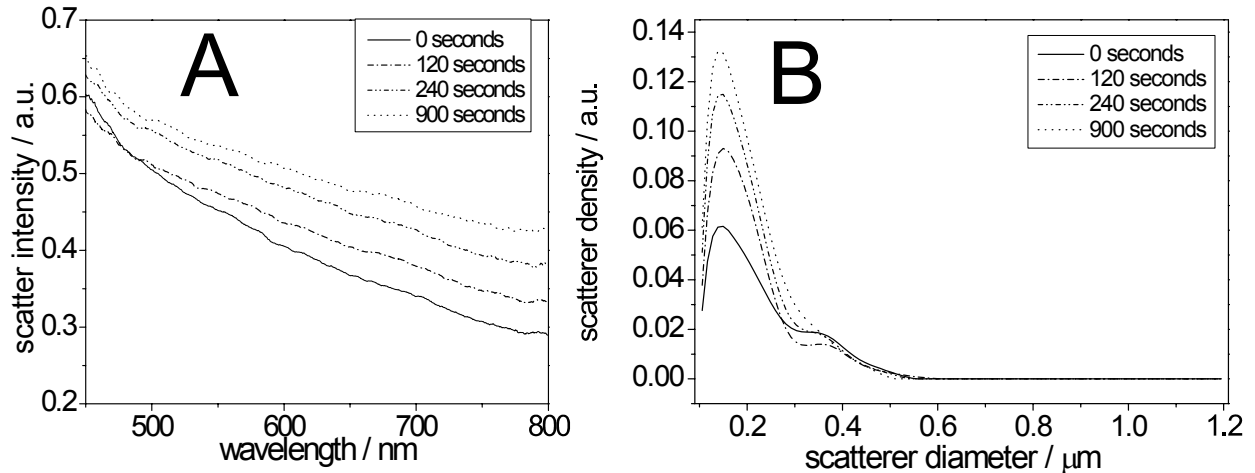 A
0 seconds
120 seconds
240 seconds
900 seconds
0.7
0.6
0.5
0.4
0.3
0.2
scatter intensity / a.u.
500 600 700 800
wavelength / nm
B
0 seconds
120 seconds
240 seconds
900 seconds
0.14
0.12
0.10
0.08
0.06
0.04
0.02
0.00
scatterer density / a.u.
0.2 0.4 0.6 0.8 1.0 1.2
scatterer diameter / μm